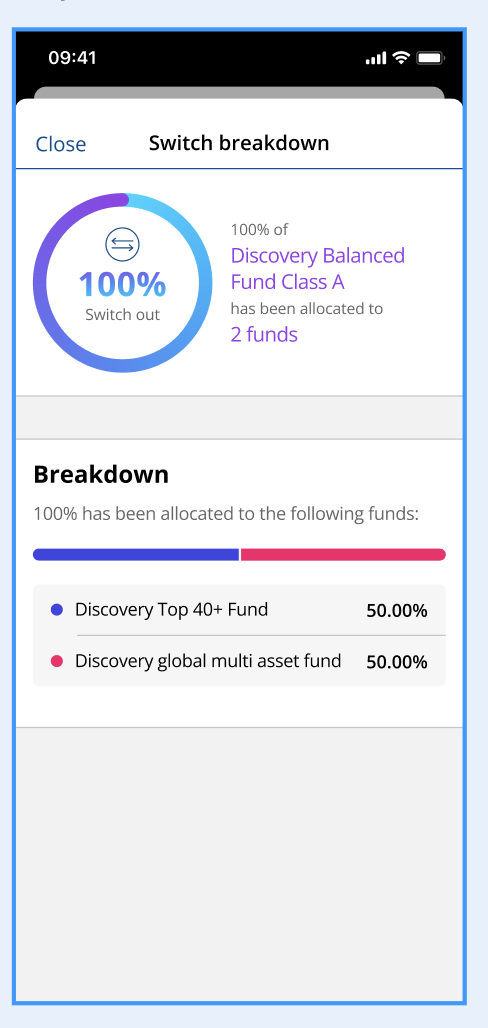 09:41
Close
Switch breakdown
100%
Switch out
100% of
Discovery Balanced
Fund Class A
has been allocated to
2 funds
Breakdown
100% has been allocated to the following funds:
Discovery Top 40+ Fund 50.00%
Discovery global multi asset fund 50.00%